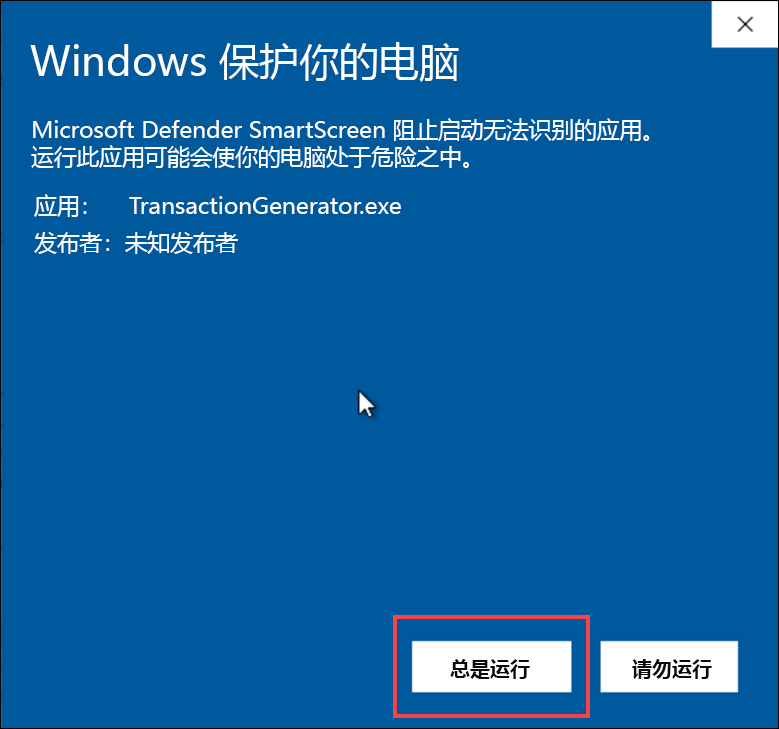 Windows 保护你的电脑
Microsoft Defender SmartScreen 阻止启动无法识别的应用。
运行此应用可能会使你的电脑处于危险之中。
应用： TransactionGenerator.exe
发布者：未知发布者
总是运行 请勿运行